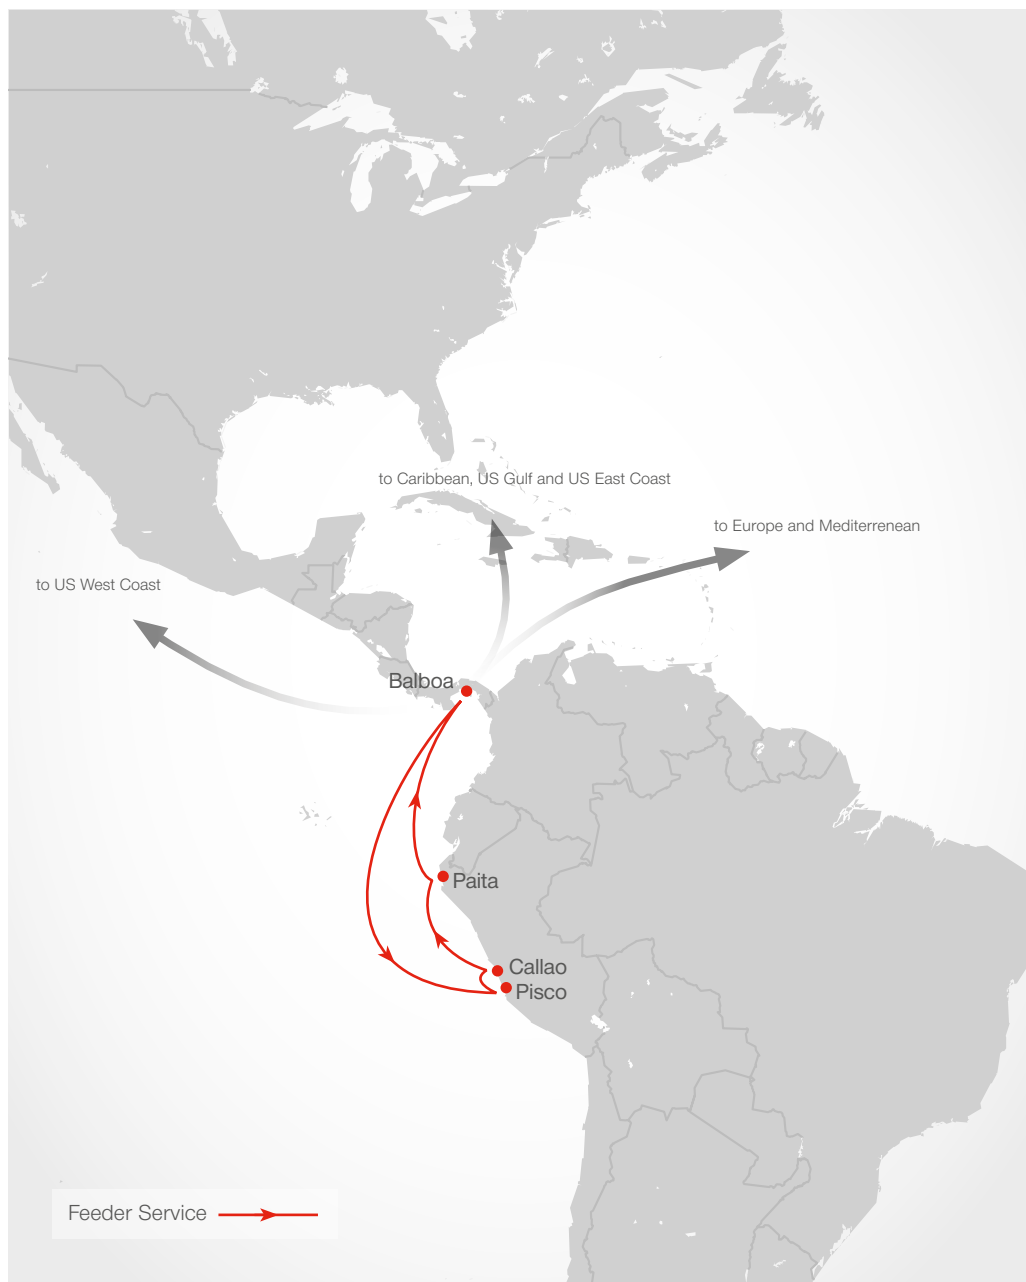 to Caribbean, US Gulf and US East Coast
to Europe and Mediterrenean
to US West Coast
Balboa
Paita
Callao
Pisco
Feeder Service